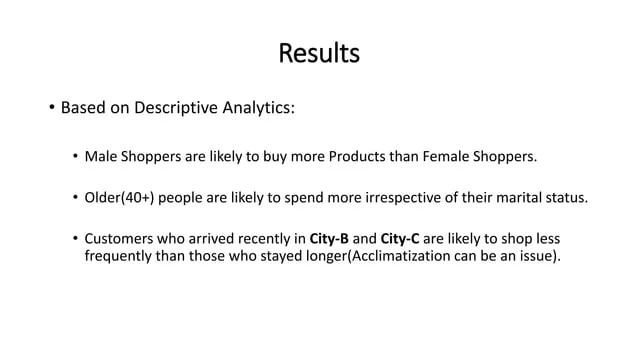 Results
• Based on Descriptive Analytics:
• Male Shoppers are likely to buy more Products than Female Shoppers.
• Older(40+) people are likely to spend more irrespective of their marital status.
• Customers who arrived recently in City-B and City-C are likely to shop less
frequently than those who stayed longer(Acclimatization can be an issue).